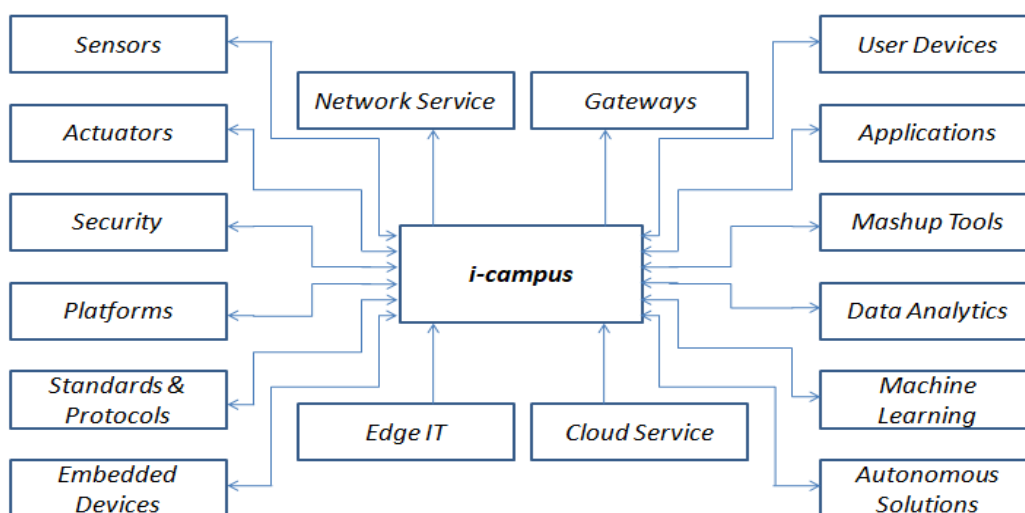 Sensors
User Devices
Network Service
Gateways
Actuators
Applications
Security
Mashup Tools
i-campus
Platforms
Data Analytics
Standards &
Protocols
Machine
Learning
Edge IT
Cloud Service
Embedded
Devices
Autonomous
Solutions